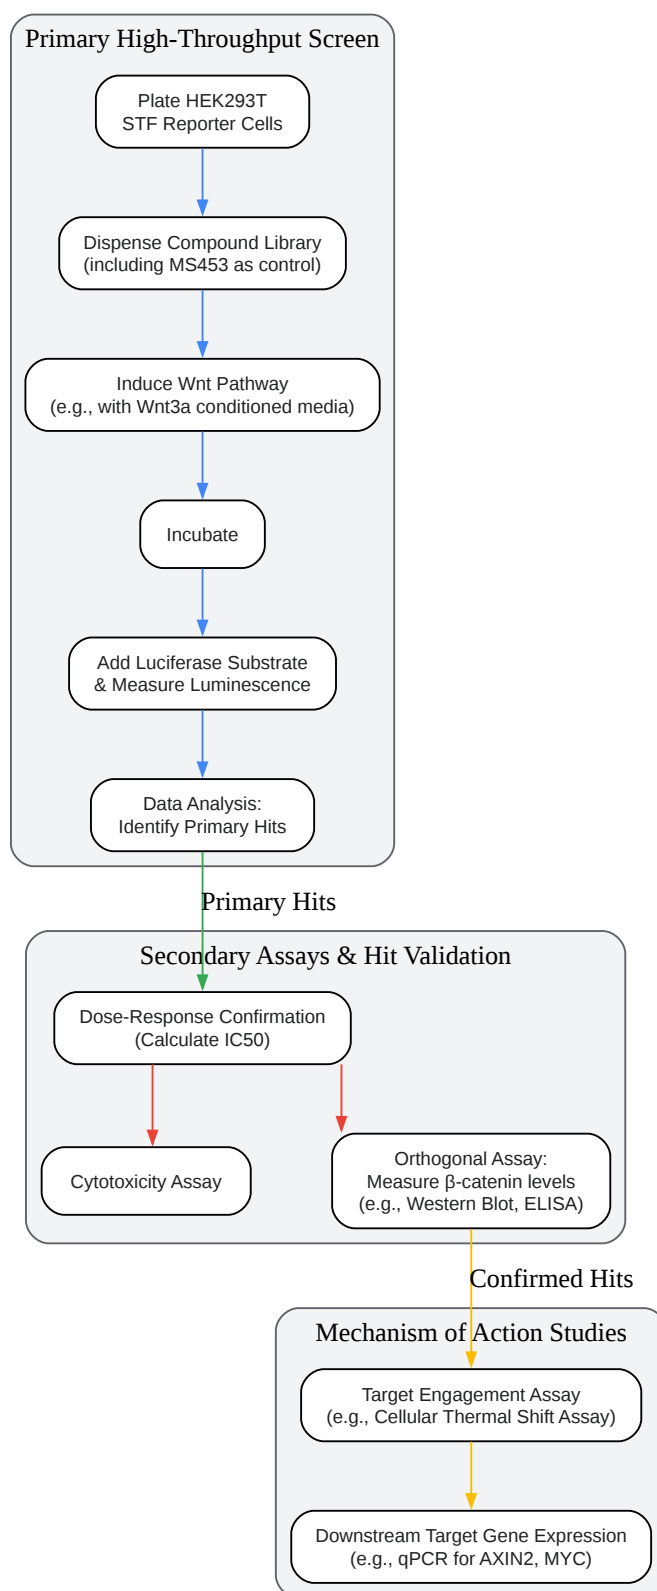 Primary High-Throughput Screen
Plate HEK293T
STF Reporter Cells
Dispense Compound Library
(including MS453 as control)
Induce Wnt Pathway
(e.g., with Wnt3a conditioned media)
Incubate
Add Luciferase Substrate
& Measure Luminescence
Data Analysis:
Identify Primary Hits
Primary Hits
Secondary Assays & Hit Validation
Dose-Response Confirmation
(Calculate IC50)
Cytotoxicity Assay
Orthogonal Assay:
Measure β-catenin levels
(e.g., Western Blot, ELISA)
Confirmed Hits
Mechanism of Action Studies
Target Engagement Assay
(e.g., Cellular Thermal Shift Assay)
Downstream Target Gene Expression
(e.g., qPCR for AXIN2, MYC)